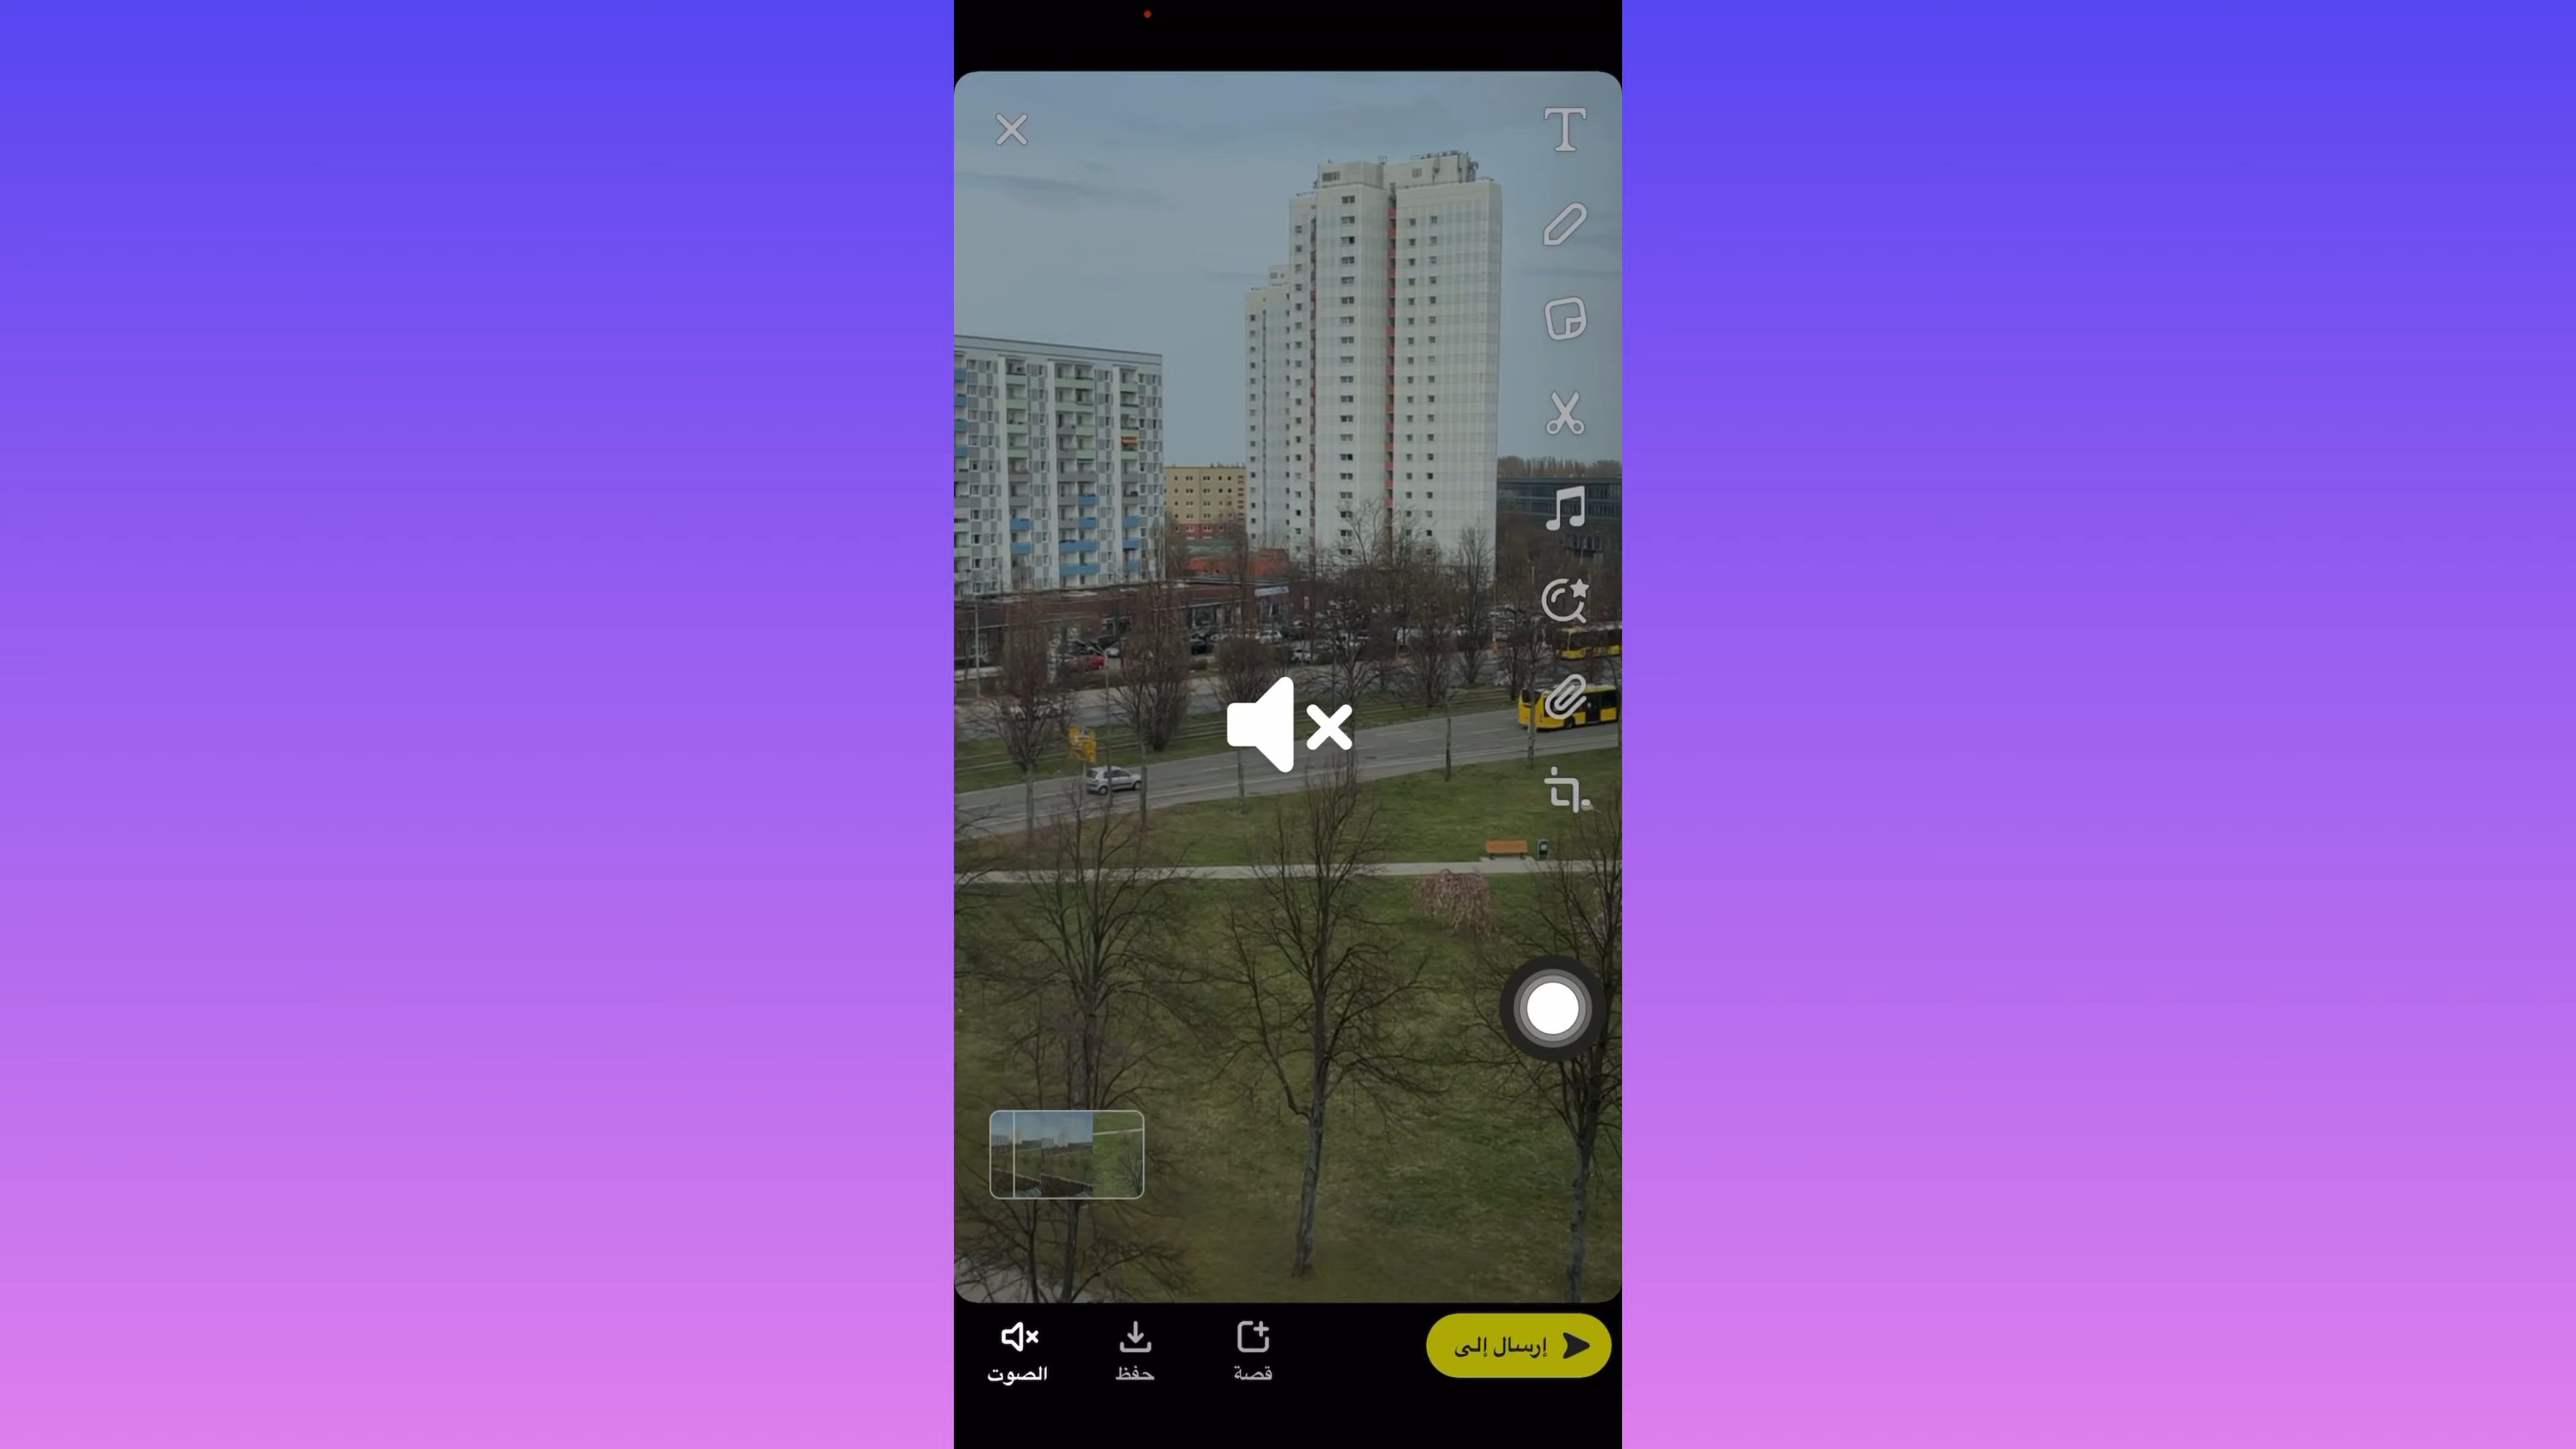 الصوت
حفظ
قصة
إرسال إلى